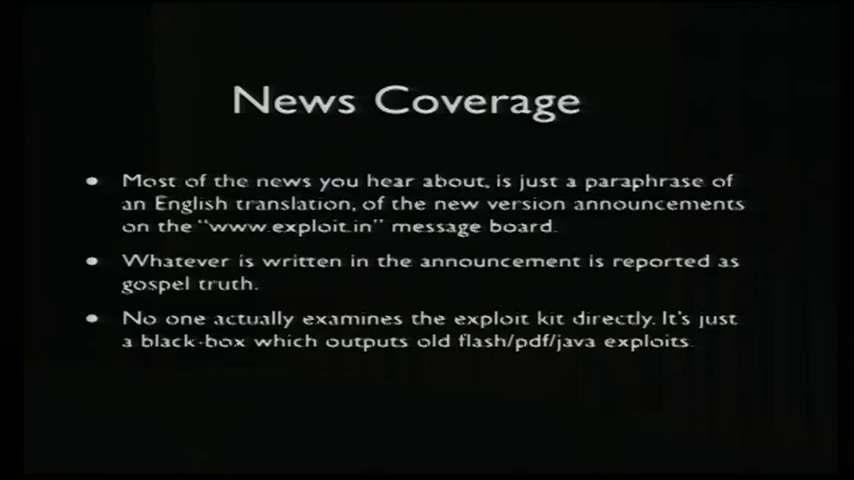 News Coverage
• Most of the news you hear about, is just a paraphrase of
an English translation, of the new version announcements
on the "www.exploit.in" message board.
• Whatever is written in the announcement is reported as
gospel truth.
• No one actually examines the exploit kit directly. It's just
a black-box which outputs old flash/pdf/java exploits.